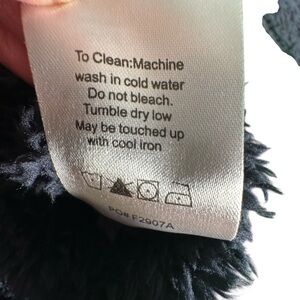 To Clean:Machine
wash in cold water
Do not bleach.
Tumble dry low
May be touched up
with cool iron
PO# F2907A